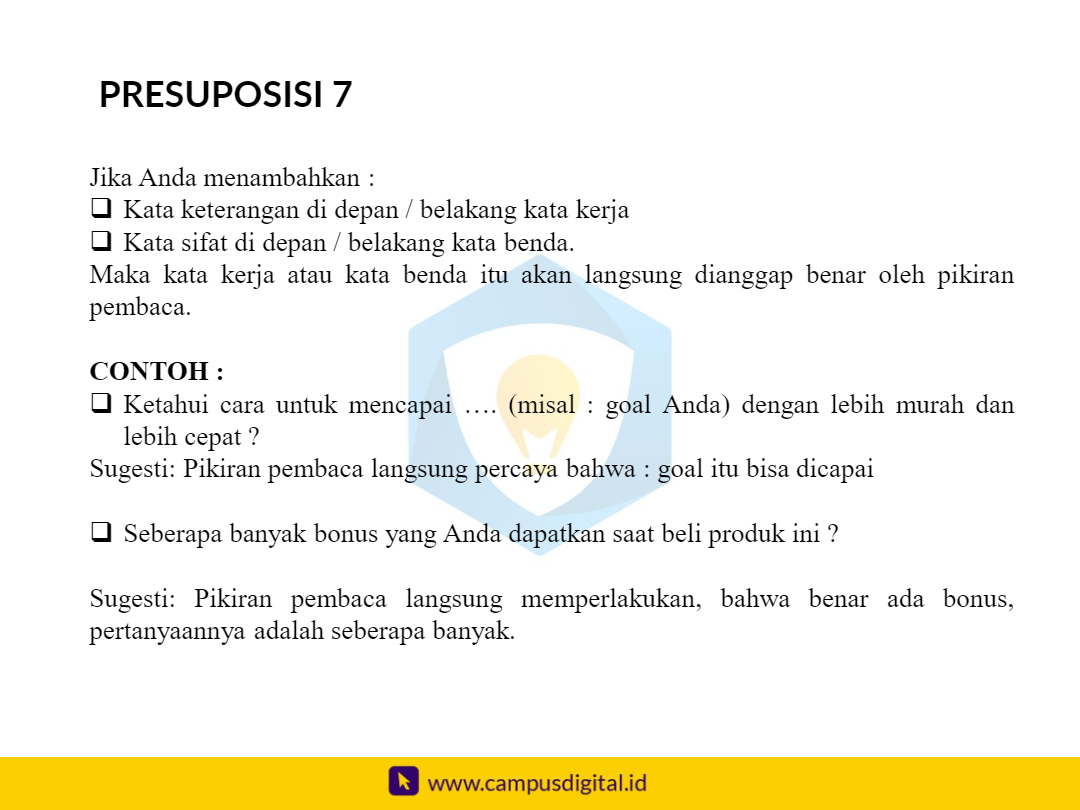 PRESUPOSISI 7
Jika Anda menambahkan :
❑ Kata keterangan di depan / belakang kata kerja
❑ Kata sifat di depan / belakang kata benda.
Maka kata kerja atau kata benda itu akan langsung dianggap benar oleh pikiran
pembaca.
CONTOH :
❑ Ketahui cara untuk mencapai …. (misal : goal Anda) dengan lebih murah dan
lebih cepat ?
Sugesti: Pikiran pembaca langsung percaya bahwa : goal itu bisa dicapai
❑ Seberapa banyak bonus yang Anda dapatkan saat beli produk ini ?
Sugesti: Pikiran pembaca langsung memperlakukan, bahwa benar ada bonus,
pertanyaannya adalah seberapa banyak.
www.campusdigital.id